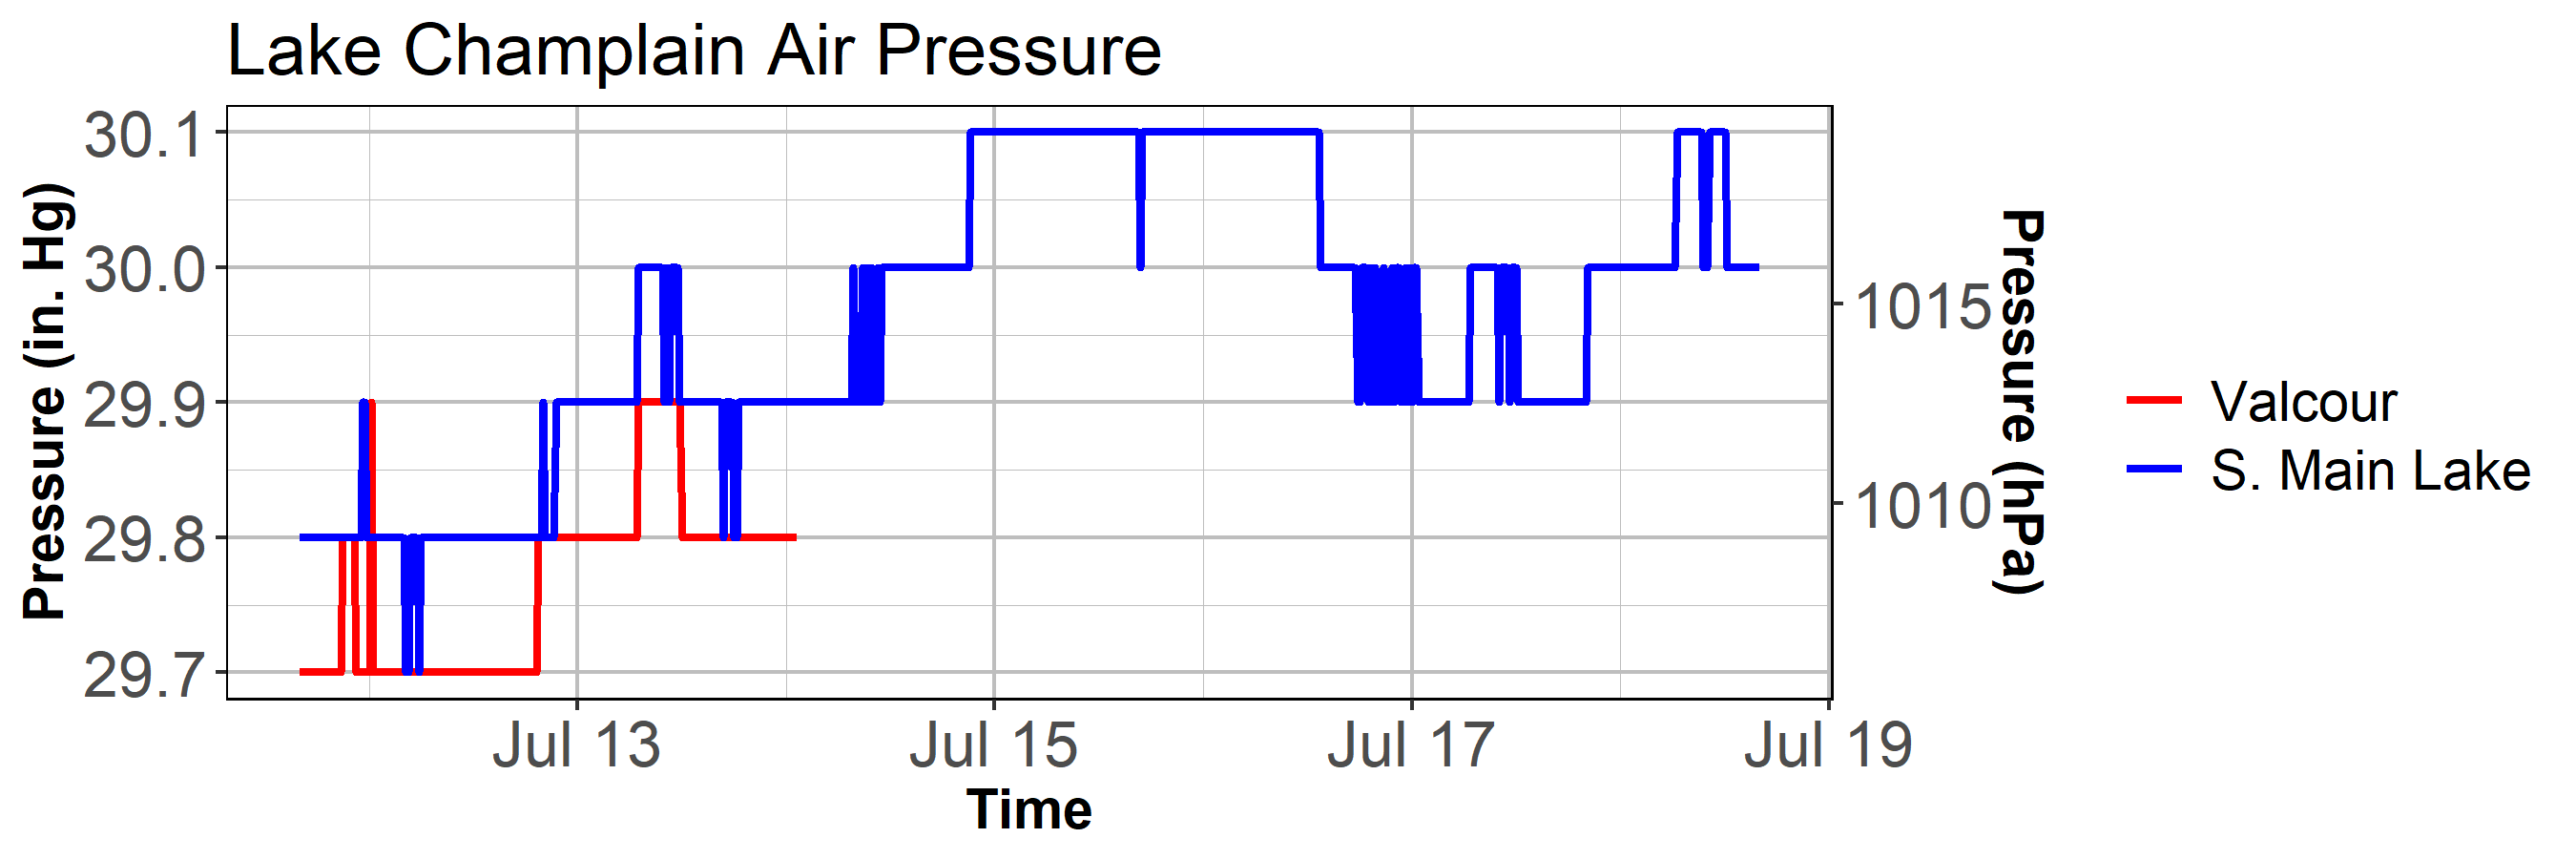 Lake Champlain Air Pressure
30.1
30.0
29.9
29.8
29.7
Pressure (in. Hg)
Jul 13
Jul 15
Jul 17
Jul 19
Time
1015
1010
Pressure (hPa)
Valcour
S. Main Lake